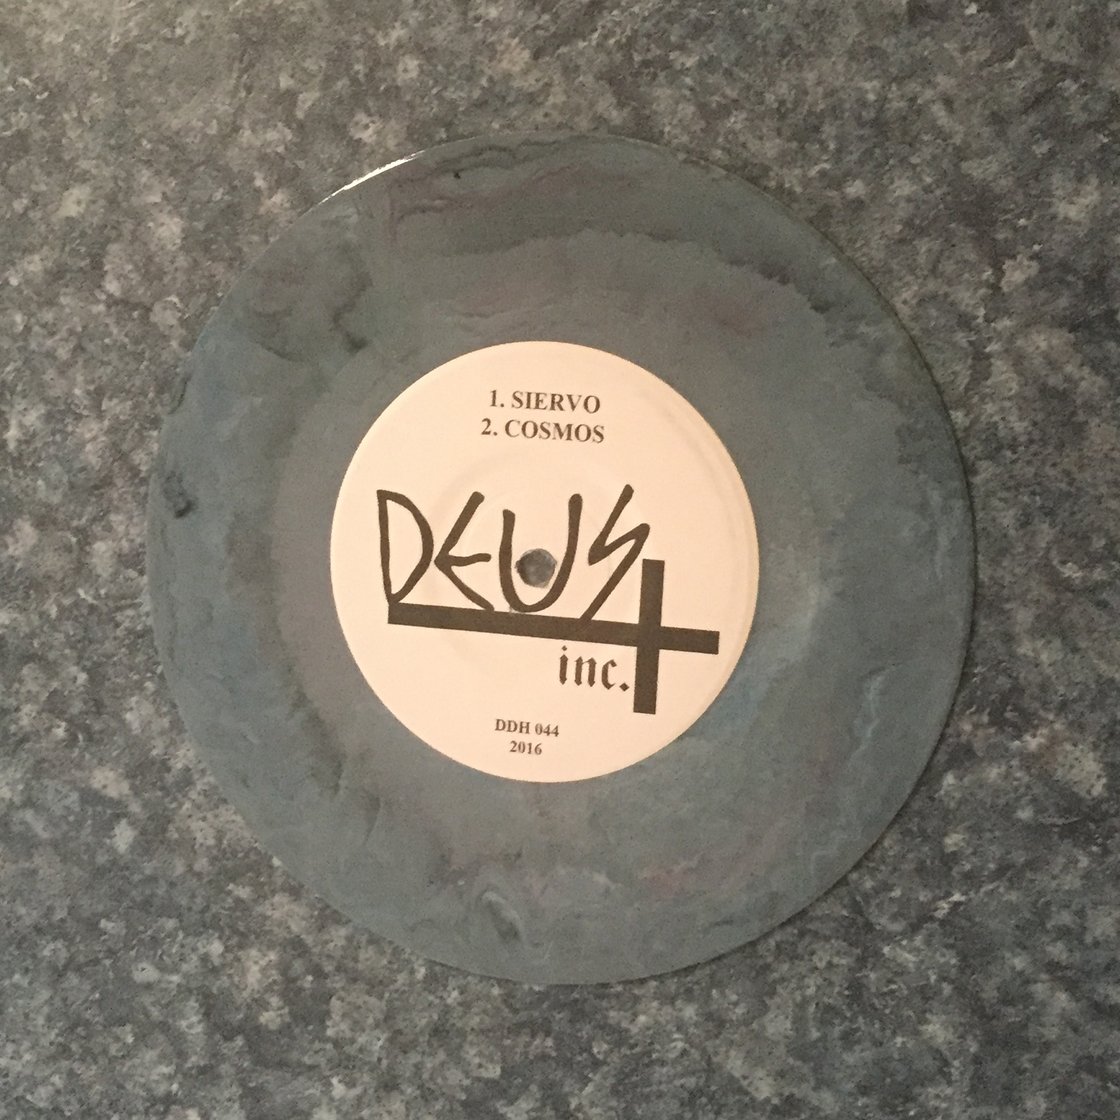 1. SIERVO
2. COSMOS
DEUS
inc.
DDH 044
2016